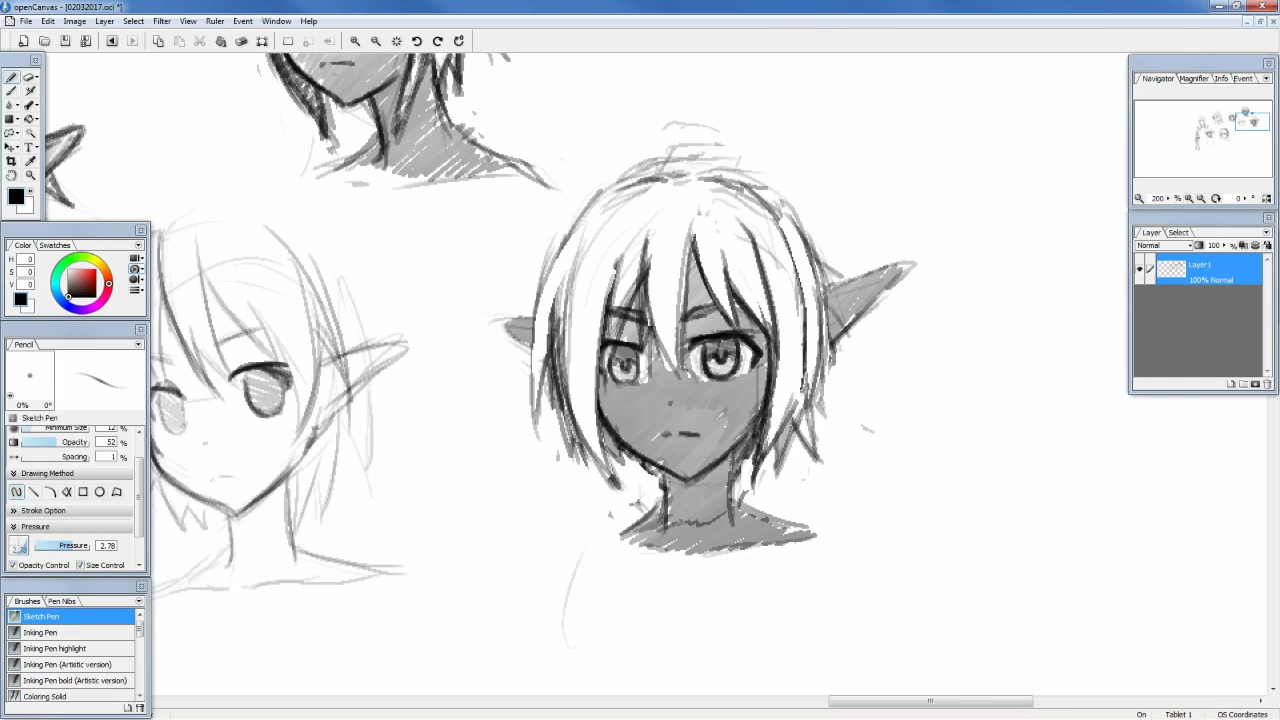 openCanvas - [02032017.oci *]
File Edit Image Layer Select Filter View Ruler Event Window Help
Navigator Magnifier Info Event
200 % 0 °
Layer Select
Normal 100 %
Layer1
100% Normal
Color Swatches
H 0
S 0
V 0
Pencil
0% 0°
Sketch Pen
Minimum Size 12 %
Opacity 52 %
Spacing 1 %
Drawing Method
Stroke Option
Pressure
2.78 Pressure 2.78
Opacity Control Size Control
Brushes Pen Nibs
Sketch Pen
Inking Pen
Inking Pen highlight
Inking Pen (Artistic version)
Inking Pen bold (Artistic version)
Coloring Solid
On Tablet 1 OS Coordinates